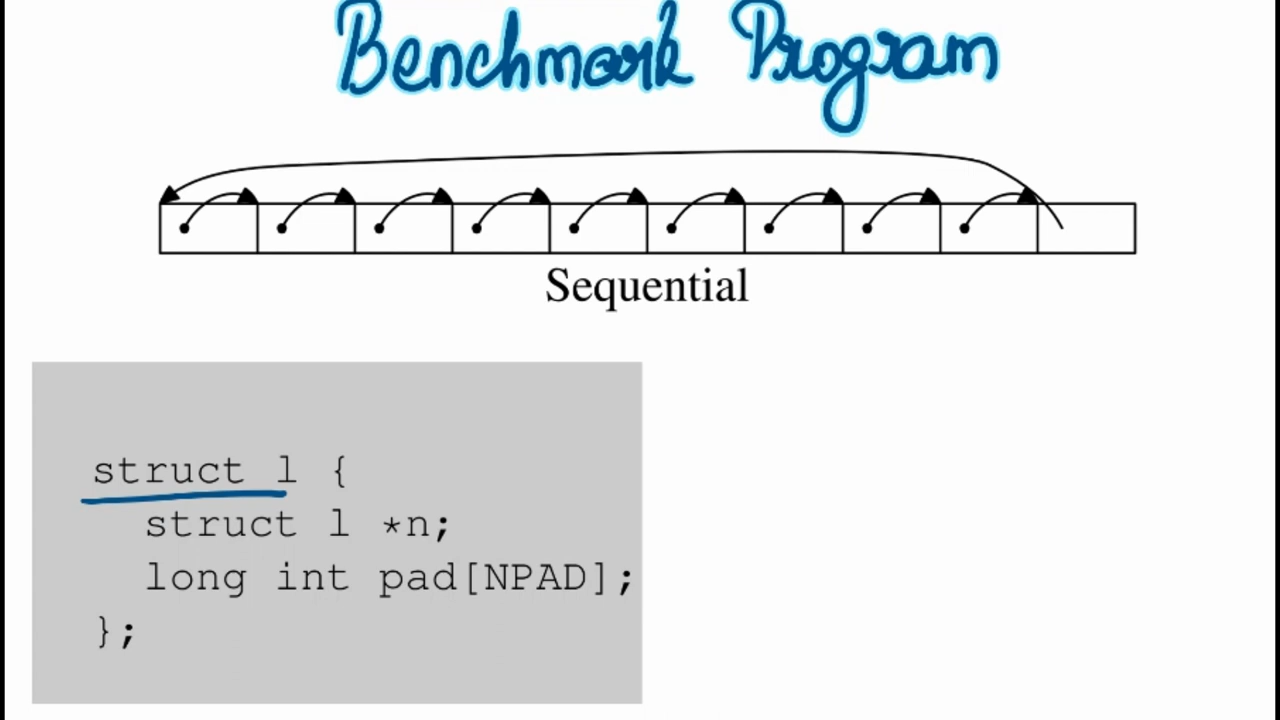 Benchmark Program
Sequential
struct l {
struct l *n;
long int pad[NPAD];
};